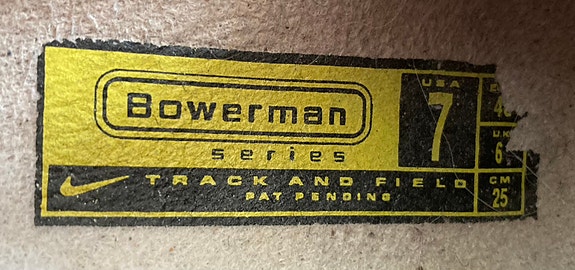 Bowerman
series
USA
7
UK
6
TRACK AND FIELD
PAT PENDING
CM
25